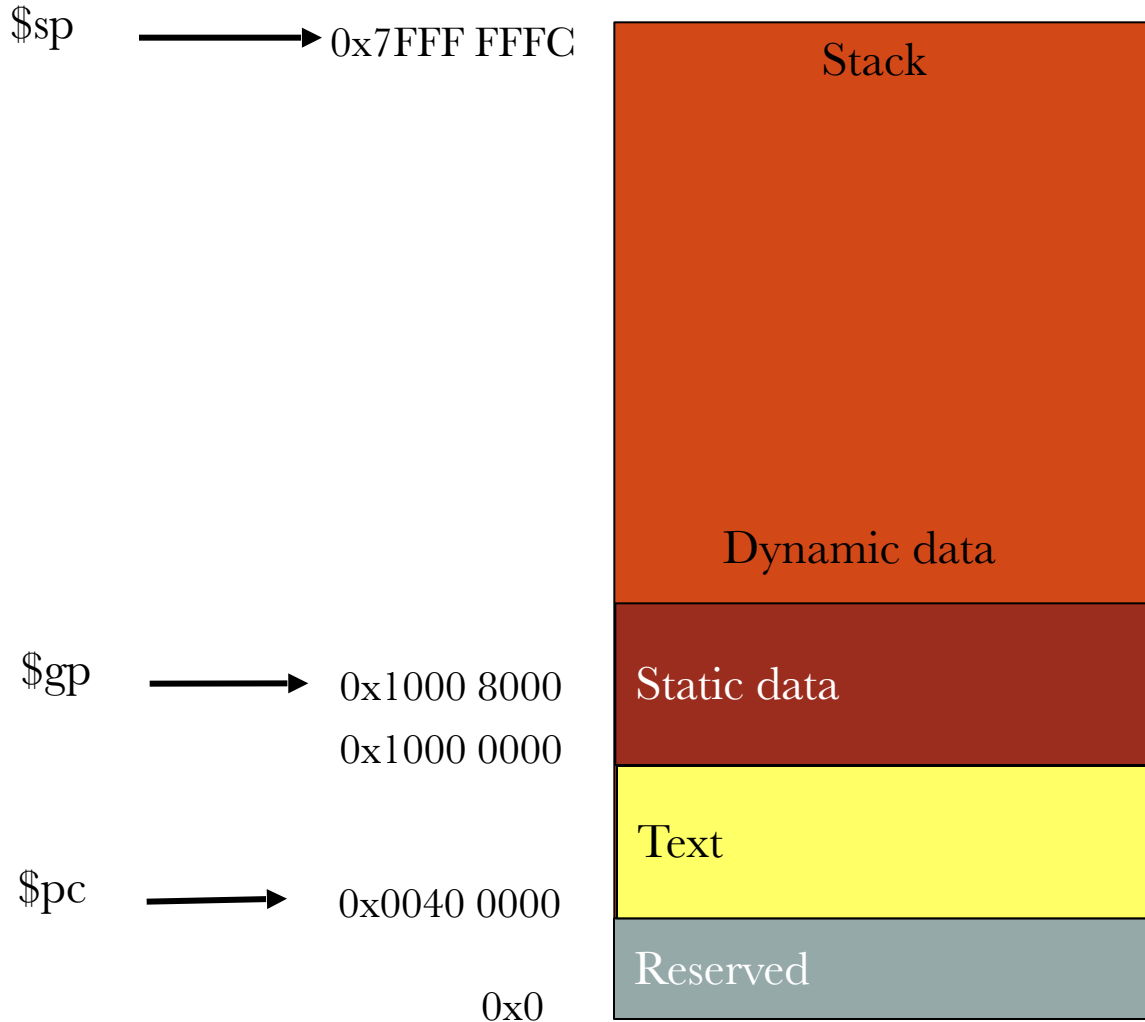 $sp
0x7FFF FFFC
Stack
Dynamic data
$gp
0x1000 8000
Static data
0x1000 0000
Text
$pc
0x0040 0000
Reserved
0x0